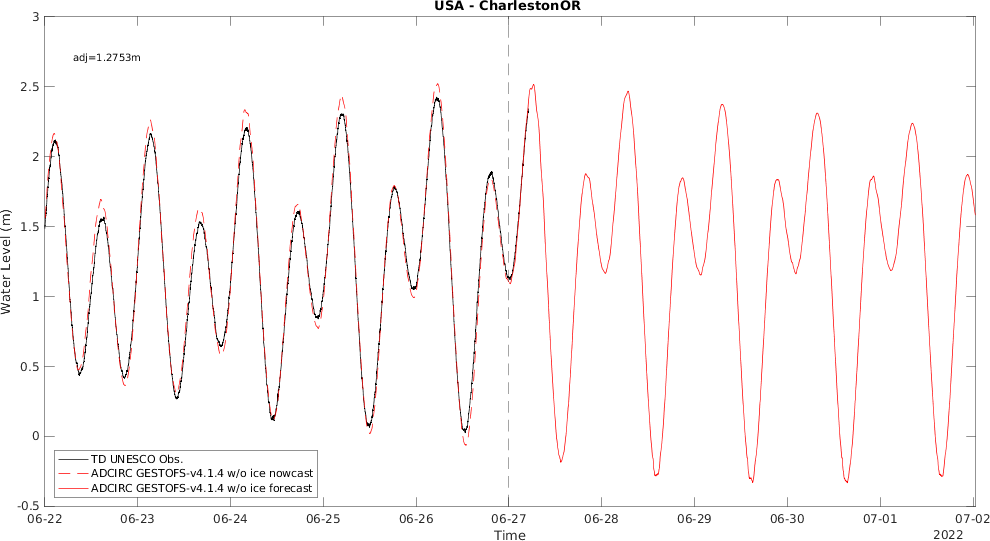 USA - CharlestonOR
3
adj=1.2753m
2.5
2
1.5
1
0.5
0
-0.5
Water Level (m)
TD UNESCO Obs.
ADCIRC GESTOFS-v4.1.4 w/o ice nowcast
ADCIRC GESTOFS-v4.1.4 w/o ice forecast
06-22 06-23 06-24 06-25 06-26 06-27 06-28 06-29 06-30 07-01 07-02
Time
2022